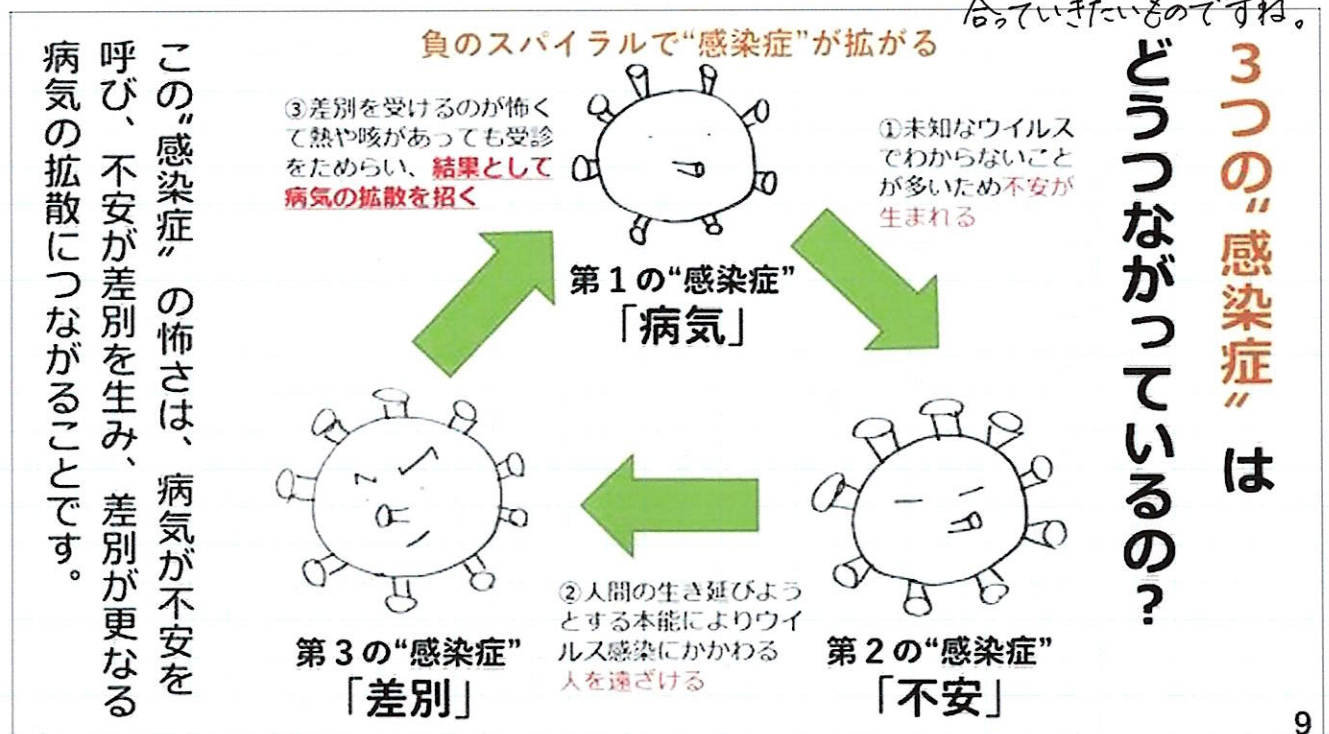 合っていきたいものですね。
3つの“感染症”は
どうつながっているの?
負のスパイラルで“感染症”が拡がる
①未知なウイルス
でわからないこと
が多いため不安が
生まれる
第1の“感染症”
「病気」
③差別を受けるのが怖く
て熱や咳があっても受診
をためらい、結果として
病気の拡散を招く
②人間の生き延びよう
とする本能によりウイ
ルス感染にかかわる
人を遠ざける
第2の“感染症”
「不安」
第3の“感染症”
「差別」
この“感染症”の怖さは、病気が不安を
呼び、不安が差別を生み、差別が更なる
病気の拡散につながることです。
9